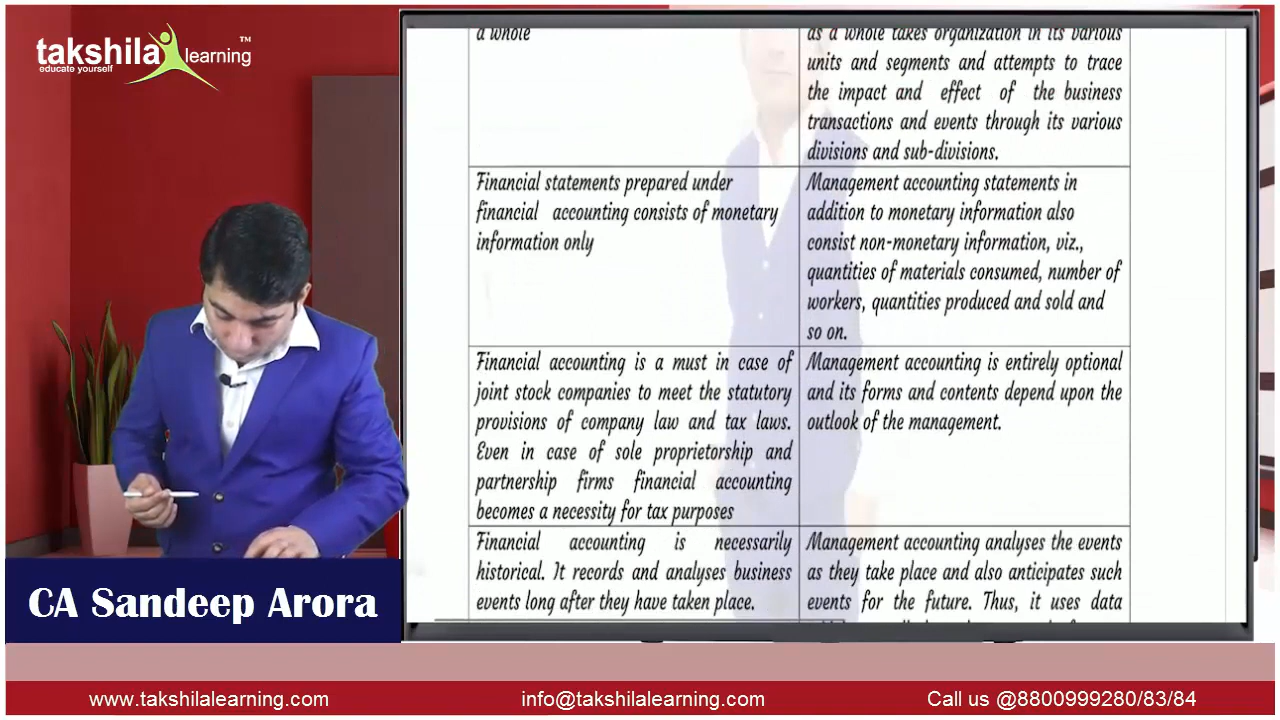 takshila learning™
educate yourself
a whole
as a whole takes organization in its various
units and segments and attempts to trace
the impact and effect of the business
transactions and events through its various
divisions and sub-divisions.
Financial statements prepared under
financial accounting consists of monetary
information only
Management accounting statements in
addition to monetary information also
consist non-monetary information, viz.,
quantities of materials consumed, number of
workers, quantities produced and sold and
so on.
Financial accounting is a must in case of
joint stock companies to meet the statutory
provisions of company law and tax laws.
Even in case of sole proprietorship and
partnership firms financial accounting
becomes a necessity for tax purposes
Management accounting is entirely optional
and its forms and contents depend upon the
outlook of the management.
Financial accounting is necessarily
historical. It records and analyses business
events long after they have taken place.
Management accounting analyses the events
as they take place and also anticipates such
events for the future. Thus, it uses data
CA Sandeep Arora
www.takshilalearning.com
info@takshilalearning.com
Call us @8800999280/83/84